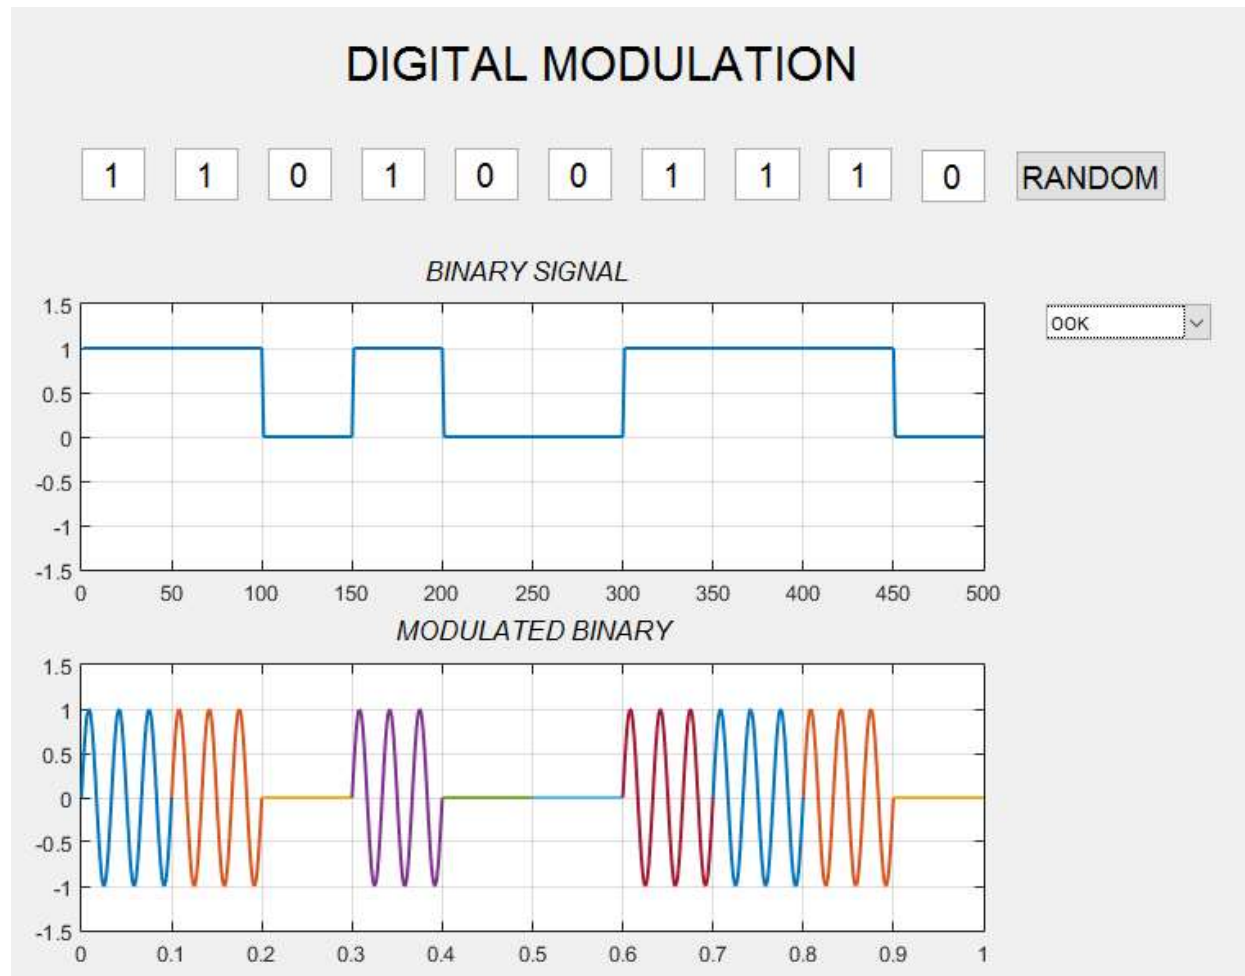 DIGITAL MODULATION
1 1 0 1 0 0 1 1 1 0 RANDOM
BINARY SIGNAL
OOK
1.5
1
0.5
0
-0.5
-1
-1.5
0 50 100 150 200 250 300 350 400 450 500
MODULATED BINARY
1.5
1
0.5
0
-0.5
-1
-1.5
0 0.1 0.2 0.3 0.4 0.5 0.6 0.7 0.8 0.9 1